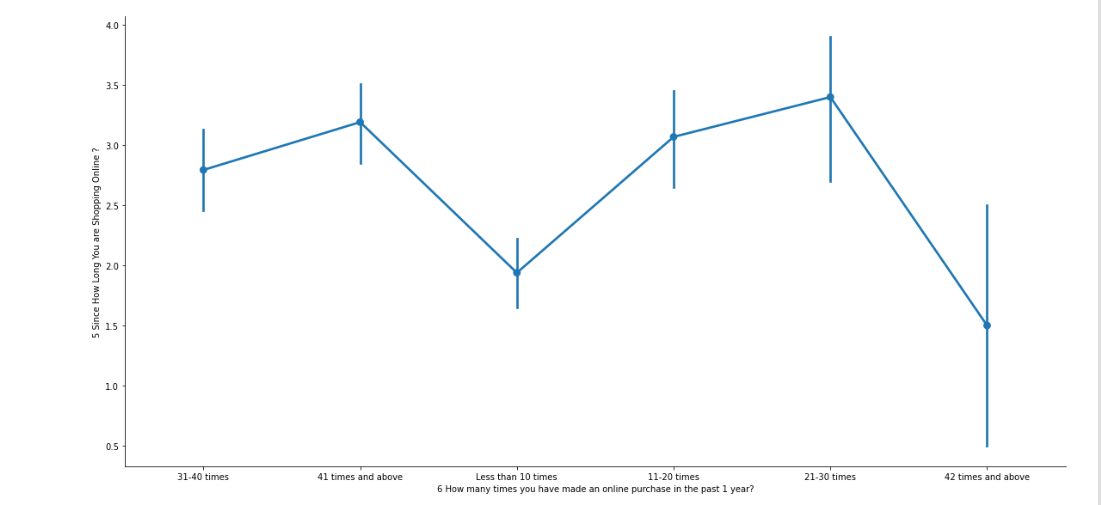 4.0
3.5
3.0
2.5
2.0
1.5
1.0
0.5
5 Since How Long You are Shopping Online ?
31-40 times
41 times and above
Less than 10 times
11-20 times
21-30 times
42 times and above
6 How many times you have made an online purchase in the past 1 year?